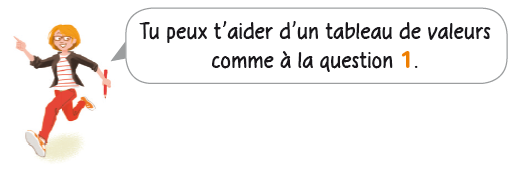 Tu peux t'aider d'un tableau de valeurs
comme à la question 1.